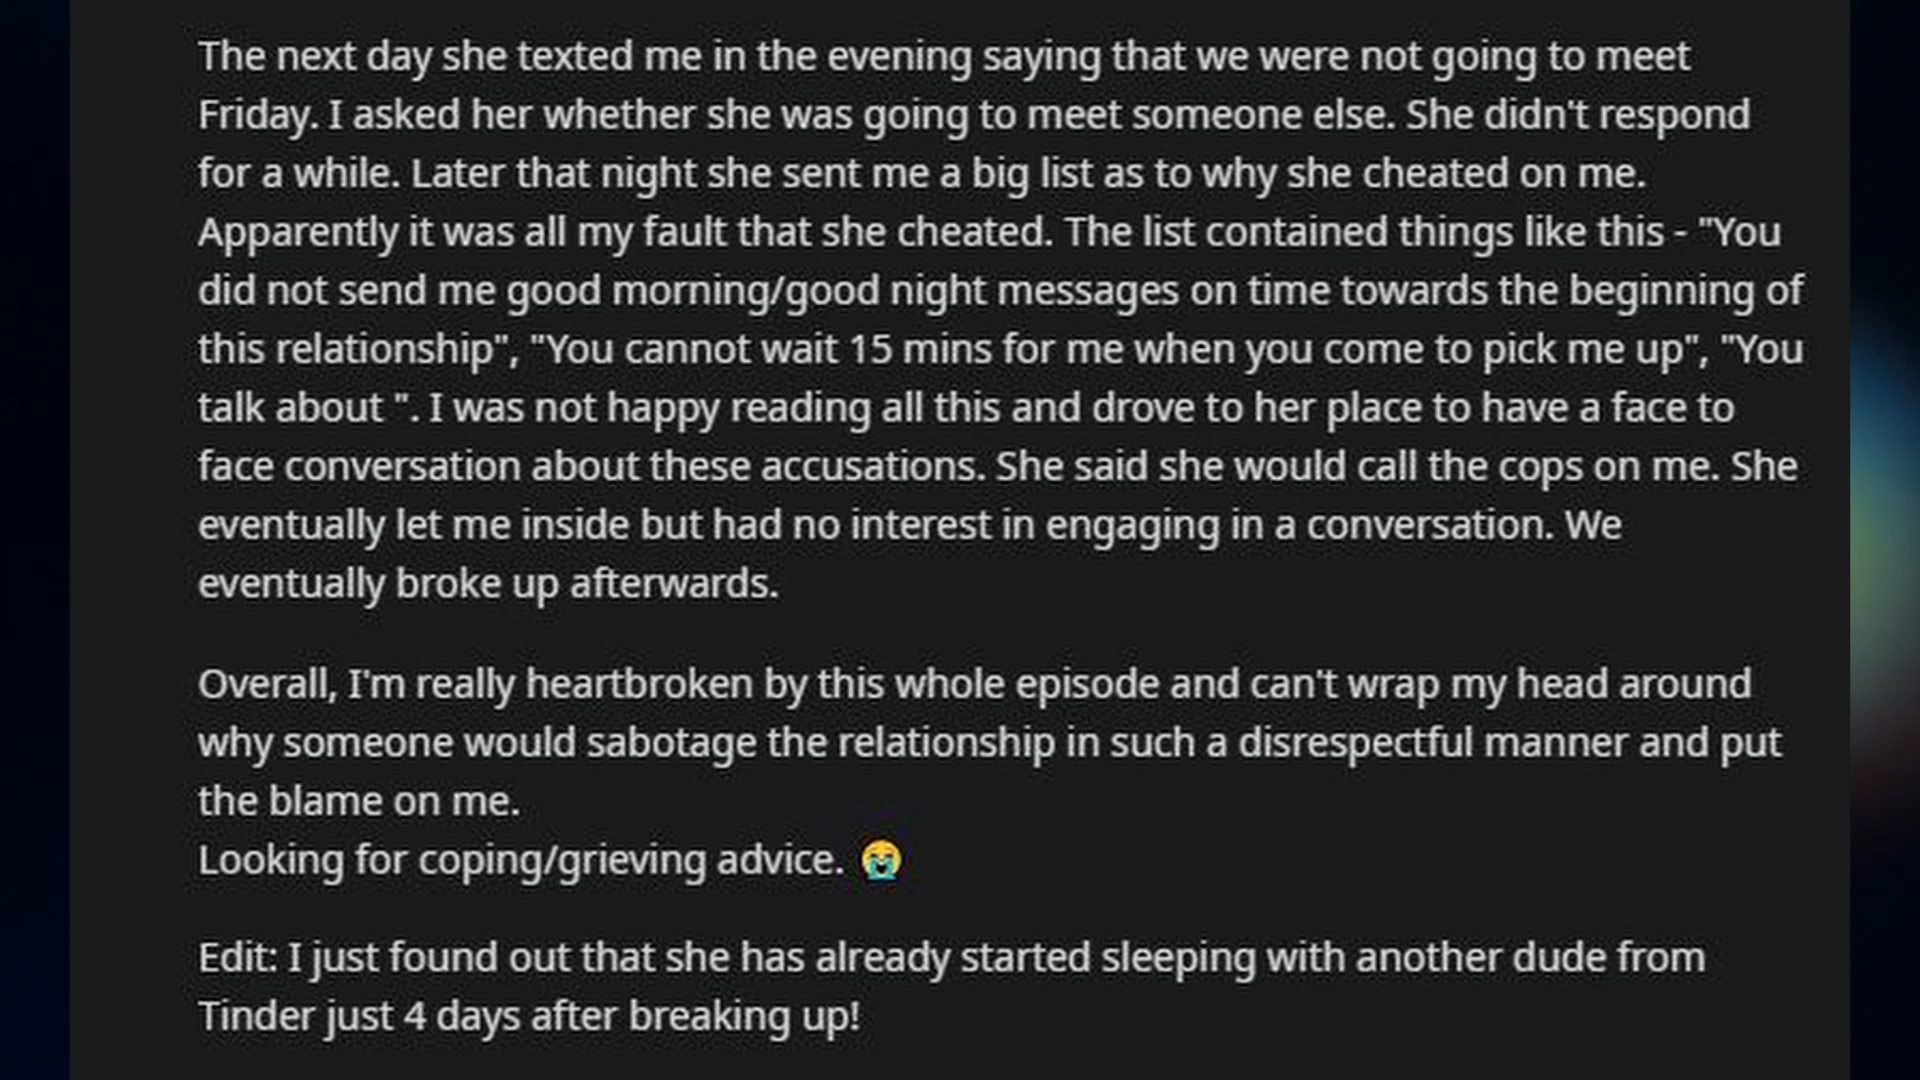 The next day she texted me in the evening saying that we were not going to meet
Friday. I asked her whether she was going to meet someone else. She didn't respond
for a while. Later that night she sent me a big list as to why she cheated on me.
Apparently it was all my fault that she cheated. The list contained things like this - "You
did not send me good morning/good night messages on time towards the beginning of
this relationship", "You cannot wait 15 mins for me when you come to pick me up", "You
talk about ". I was not happy reading all this and drove to her place to have a face to
face conversation about these accusations. She said she would call the cops on me. She
eventually let me inside but had no interest in engaging in a conversation. We
eventually broke up afterwards.
Overall, I'm really heartbroken by this whole episode and can't wrap my head around
why someone would sabotage the relationship in such a disrespectful manner and put
the blame on me.
Looking for coping/grieving advice. 😭
Edit: I just found out that she has already started sleeping with another dude from
Tinder just 4 days after breaking up!